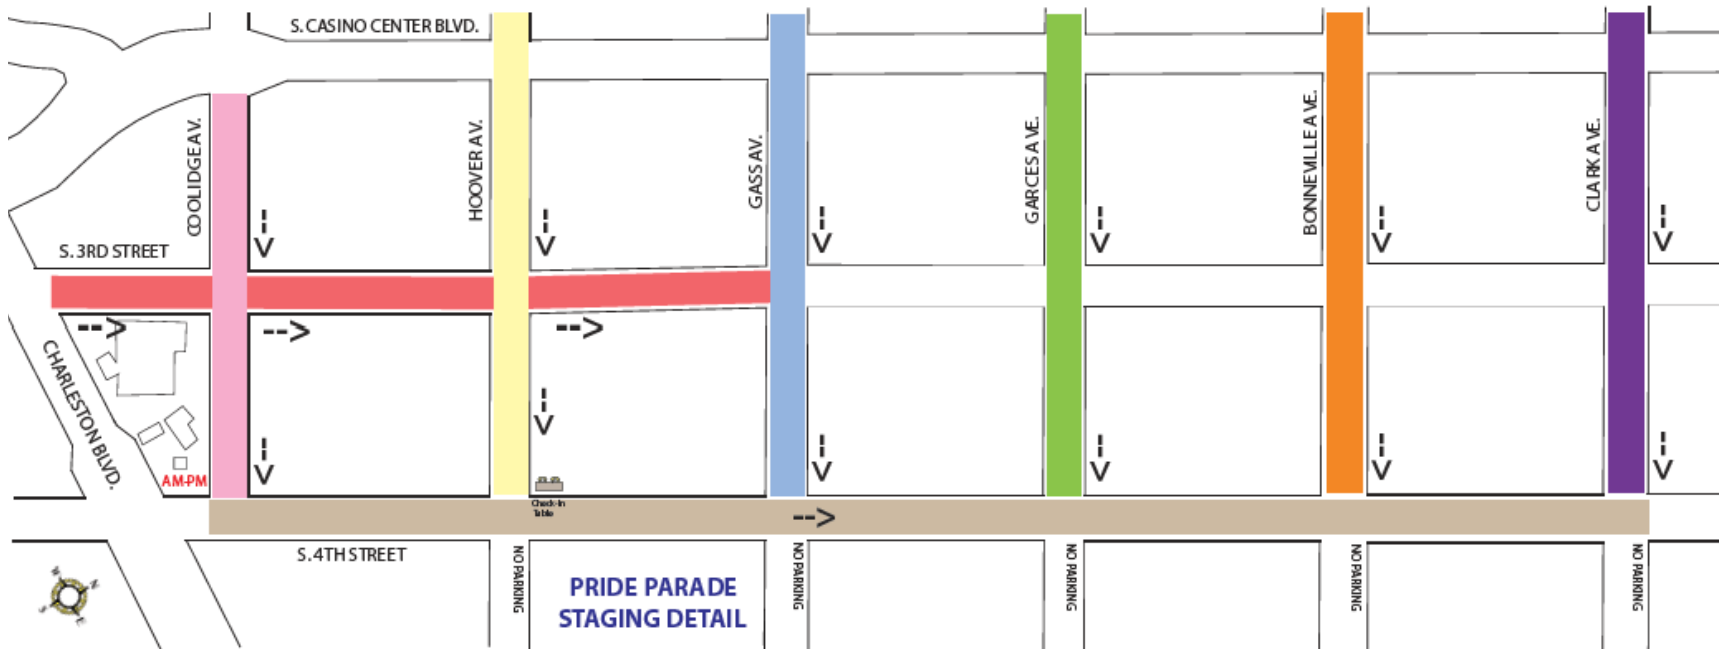 S. CASINO CENTER BLVD.
COOLIDGE AV.
HOOVER AV.
GASS AV.
GARCES AVE.
BONNEVILLE AVE.
CLARK AVE.
S. 3RD STREET
CHARLESTON BLVD.
AM-PM
Check-In
Table
S. 4TH STREET
NO PARKING
NO PARKING
NO PARKING
NO PARKING
NO PARKING
PRIDE PARADE
STAGING DETAIL
W
N
S
E